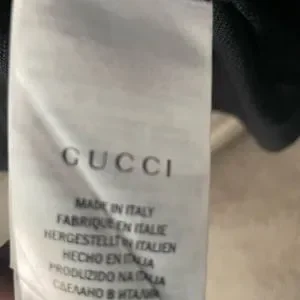 GUCCI
MADE IN ITALY
FABRIQUE EN ITALIE
HERGESTELLT IN ITALIEN
HECHO EN ITALIA
PRODUZIDO NA ITALIA
СДЕЛАНО В ИТАЛИИ